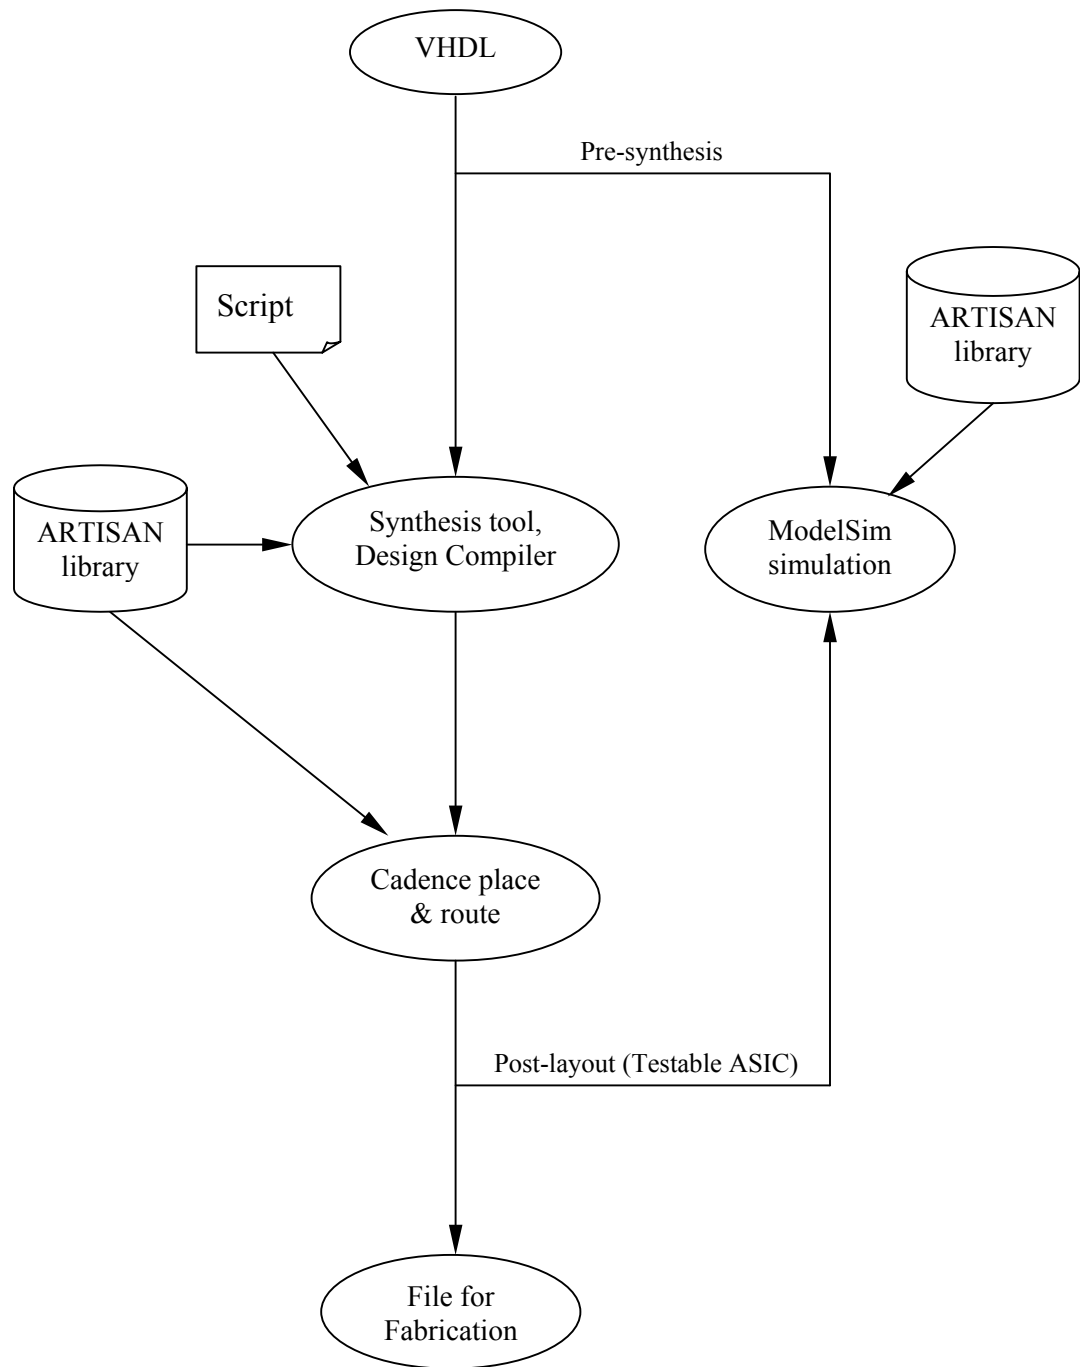 VHDL
Pre-synthesis
Script
ARTISAN
library
ARTISAN
library
Synthesis tool,
Design Compiler
ModelSim
simulation
Cadence place
& route
Post-layout (Testable ASIC)
File for
Fabrication